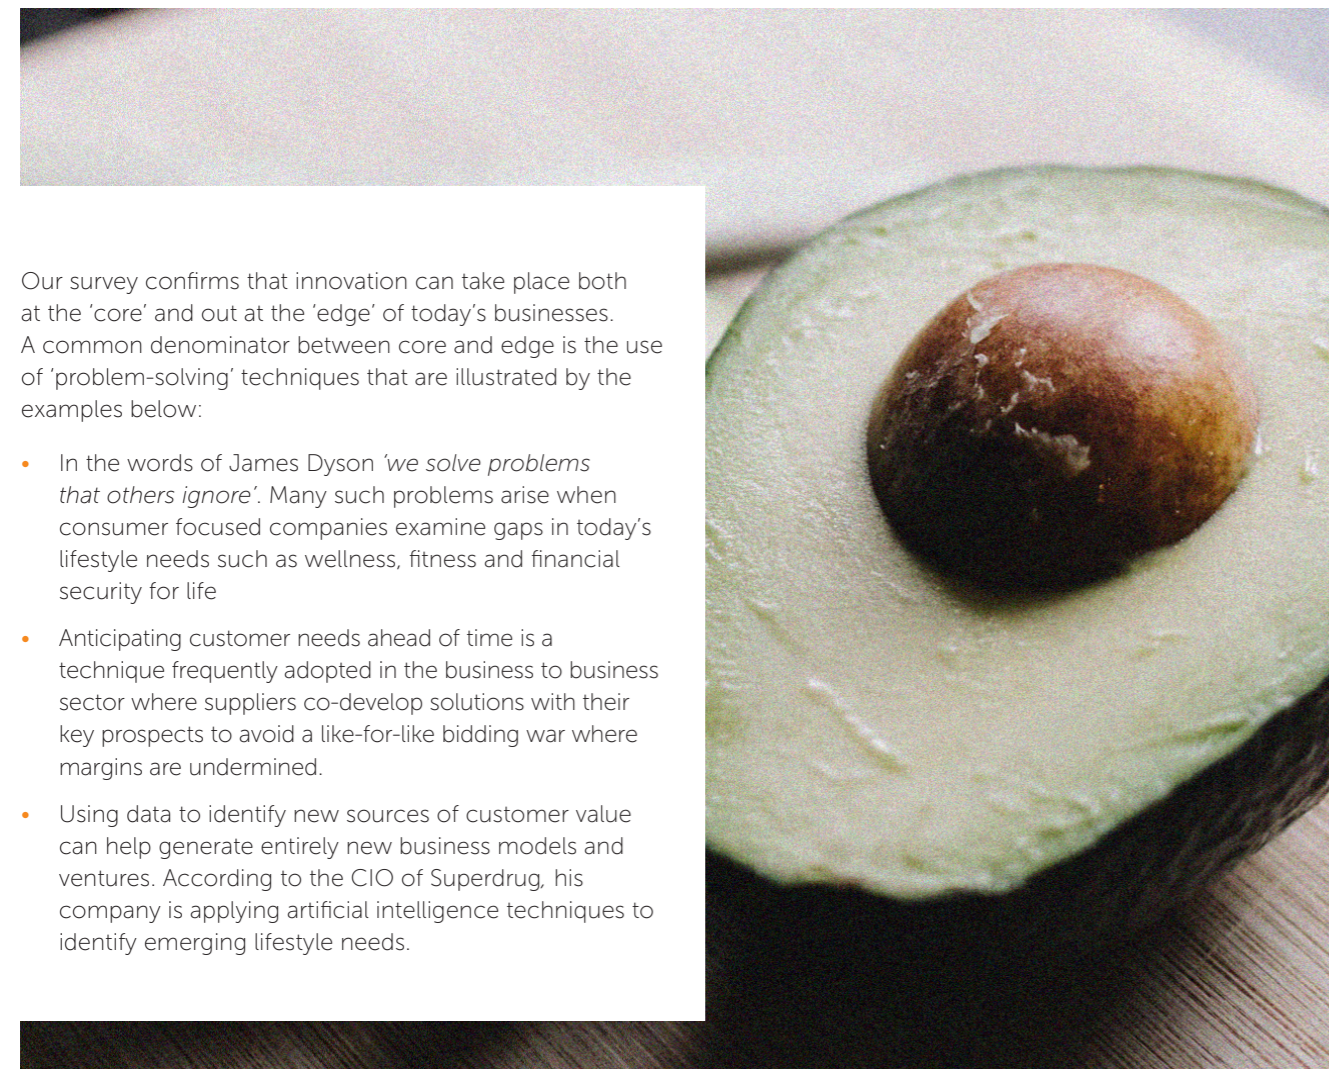 Our survey confirms that innovation can take place both
at the ‘core’ and out at the ‘edge’ of today’s businesses.
A common denominator between core and edge is the use
of ‘problem-solving’ techniques that are illustrated by the
examples below:
• In the words of James Dyson ‘we solve problems
that others ignore’. Many such problems arise when
consumer focused companies examine gaps in today’s
lifestyle needs such as wellness, fitness and financial
security for life
• Anticipating customer needs ahead of time is a
technique frequently adopted in the business to business
sector where suppliers co-develop solutions with their
key prospects to avoid a like-for-like bidding war where
margins are undermined.
• Using data to identify new sources of customer value
can help generate entirely new business models and
ventures. According to the CIO of Superdrug, his
company is applying artificial intelligence techniques to
identify emerging lifestyle needs.